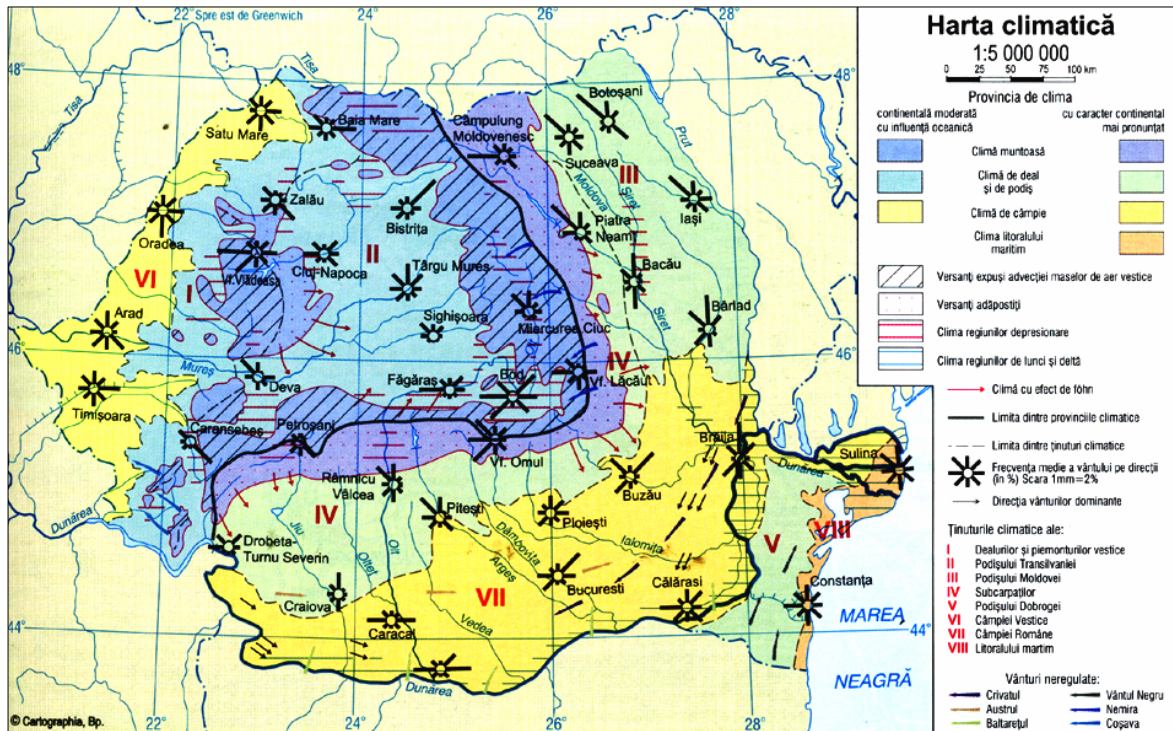 22°
Spre est de Greenwich
24°
26°
28°
48°
48°
Tisa
Tisa
Tisa
Prut
Botoșani
Satu Mare
Baia Mare
Câmpulung
Moldovenesc
Suceava
III
Moldova
Siret
Zalău
Bistrița
Iași
Oradea
Piatra
Neamț
II
VI
I
Vf.Vlădeasa
Cluj-Napoca
Târgu Mureș
Bacău
Arad
Sighișoara
Miercurea Ciuc
Siret
Bârlad
46°
46°
Mureș
Deva
Făgăraș
Bod
Vf. Lăcăuț
IV
Timișoara
Caransebeș
Petroșani
Vf. Omul
Brăila
Sulina
Dunărea
Râmnicu
Vâlcea
Buzău
Dunărea
IV
Pitești
Ploiești
Jiu
Olteț
Olt
Dâmbovița
Ialomița
VIII
V
Drobeta-
Turnu Severin
Argeș
București
Călărași
Constanța
Craiova
VII
MAREA
Caracal
Vedea
44°
44°
NEAGRĂ
Dunărea
© Cartographia, Bp.
22°
24°
26°
28°
Harta climatică
1:5 000 000
0 25 50 75 100 km
Provincia de clima
continentală moderată
cu influență oceanică
cu caracter continental
mai pronunțat
Climă muntoasă
Climă de deal
și de podiș
Climă de câmpie
Clima litoralului
maritim
Versanți expuși advecției maselor de aer vestice
Versanți adăpostiți
Clima regiunilor depresionare
Clima regiunilor de lunci și deltă
Climă cu efect de föhn
Limita dintre provinciile climatice
Limita dintre ținuturi climatice
Frecvența medie a vântului pe direcții
(în %) Scara 1mm=2%
Direcția vânturilor dominante
Ținuturile climatice ale:
I Dealurilor și piemonturilor vestice
II Podișului Transilvaniei
III Podișului Moldovei
IV Subcarpaților
V Podișului Dobrogei
VI Câmpiei Vestice
VII Câmpiei Române
VIII Litoralului martim
Vânturi neregulate:
Crivatul
Vântul Negru
Austrul
Nemira
Baltarețul
Coșava